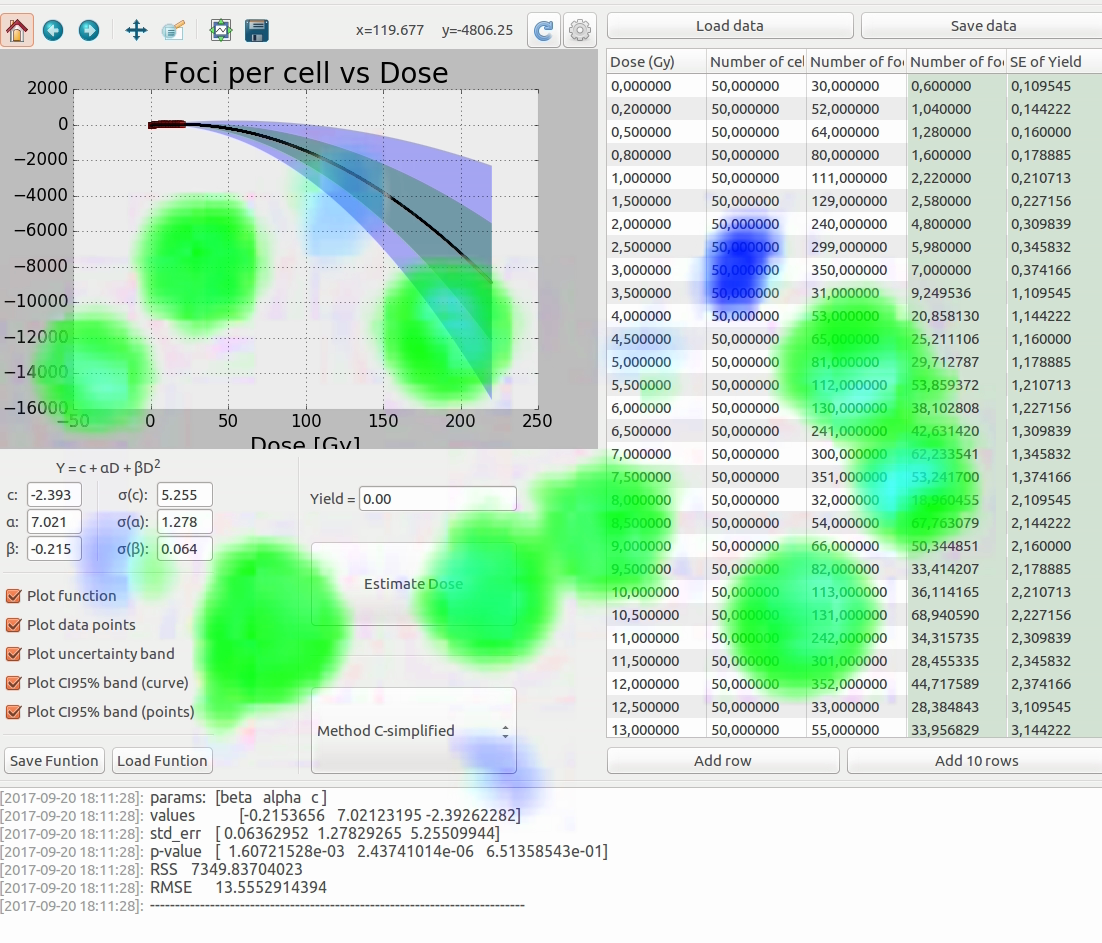 x=119.677 y=-4806.25
Foci per cell vs Dose
2000
0
−2000
−4000
−6000
−8000
−10000
−12000
−14000
−16000
−50 0 50 100 150 200 250
Dose [Gy]
Y = c + αD + βD²
c: -2.393 σ(c): 5.255
α: 7.021 σ(α): 1.278
β: -0.215 σ(β): 0.064
Plot function
Plot data points
Plot uncertainty band
Plot CI95% band (curve)
Plot CI95% band (points)
Save Funtion Load Funtion
Yield = 0.00
Estimate Dose
Method C-simplified
Load data Save data
Dose (Gy) Number of cel Number of foc Number of foc SE of Yield
0,000000 50,000000 30,000000 0,600000 0,109545
0,200000 50,000000 52,000000 1,040000 0,144222
0,500000 50,000000 64,000000 1,280000 0,160000
0,800000 50,000000 80,000000 1,600000 0,178885
1,000000 50,000000 111,000000 2,220000 0,210713
1,500000 50,000000 129,000000 2,580000 0,227156
2,000000 50,000000 240,000000 4,800000 0,309839
2,500000 50,000000 299,000000 5,980000 0,345832
3,000000 50,000000 350,000000 7,000000 0,374166
3,500000 50,000000 31,000000 9,249536 1,109545
4,000000 50,000000 53,000000 20,858130 1,144222
4,500000 50,000000 65,000000 25,211106 1,160000
5,000000 50,000000 81,000000 29,712787 1,178885
5,500000 50,000000 112,000000 53,859372 1,210713
6,000000 50,000000 130,000000 38,102808 1,227156
6,500000 50,000000 241,000000 42,631420 1,309839
7,000000 50,000000 300,000000 62,233541 1,345832
7,500000 50,000000 351,000000 53,241700 1,374166
8,000000 50,000000 32,000000 18,960455 2,109545
8,500000 50,000000 54,000000 67,763079 2,144222
9,000000 50,000000 66,000000 50,344851 2,160000
9,500000 50,000000 82,000000 33,414207 2,178885
10,000000 50,000000 113,000000 36,114165 2,210713
10,500000 50,000000 131,000000 68,940590 2,227156
11,000000 50,000000 242,000000 34,315735 2,309839
11,500000 50,000000 301,000000 28,455335 2,345832
12,000000 50,000000 352,000000 44,717589 2,374166
12,500000 50,000000 33,000000 28,384843 3,109545
13,000000 50,000000 55,000000 33,956829 3,144222
Add row Add 10 rows
[2017-09-20 18:11:28]: params: [beta alpha c]
[2017-09-20 18:11:28]: values [-0.2153656 7.02123195 -2.39262282]
[2017-09-20 18:11:28]: std_err [ 0.06362952 1.27829265 5.25509944]
[2017-09-20 18:11:28]: p-value [ 1.60721528e-03 2.43741014e-06 6.51358543e-01]
[2017-09-20 18:11:28]: RSS 7349.83704023
[2017-09-20 18:11:28]: RMSE 13.5552914394
[2017-09-20 18:11:28]: ---------------------------------------------------------------------------